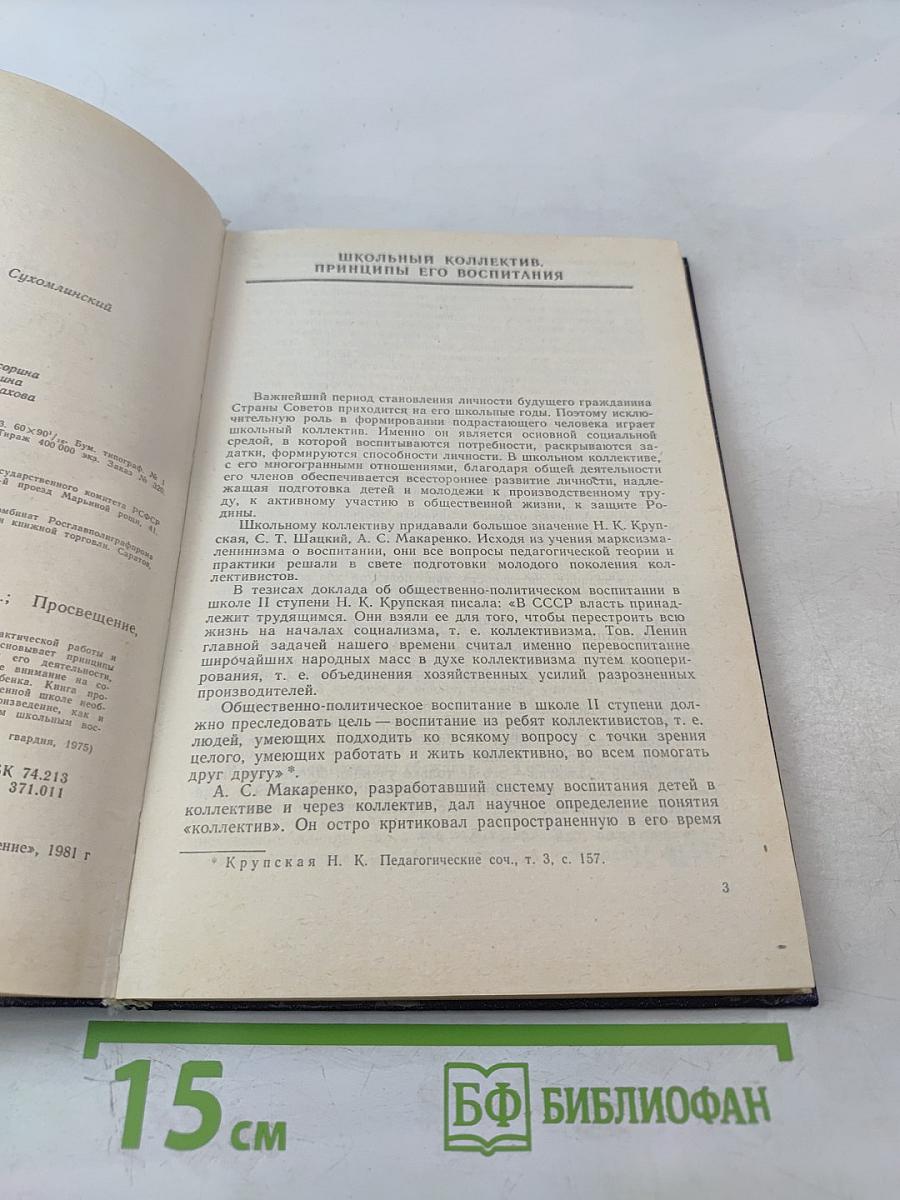 Сухомлинский
сорина
ина
ахова
3. 60×90¹/₁₆. Бум. типограф. № 1
Тираж 400 000 экз. Заказ № 320.
осударственного комитета РСФСР
-й проезд Марьиной рощи, 41.
омбинат Росглавполиграфпрома
и книжной торговли. Саратов,
.; Просвещение,
актической работы и
сновывает принципы
его деятельности,
е внимание на со-
бенка. Книга про-
енной школе необ-
роизведение, как и
м школьным вос-
гвардия, 1975)
БК 74.213
371.011
ение», 1981 г
ШКОЛЬНЫЙ КОЛЛЕКТИВ.
ПРИНЦИПЫ ЕГО ВОСПИТАНИЯ
Важнейший период становления личности будущего гражданина
Страны Советов приходится на его школьные годы. Поэтому исклю-
чительную роль в формировании подрастающего человека играет
школьный коллектив. Именно он является основной социальной
средой, в которой воспитываются потребности, раскрываются за-
датки, формируются способности личности. В школьном коллективе,
с его многогранными отношениями, благодаря общей деятельности
его членов обеспечивается всестороннее развитие личности, надле-
жащая подготовка детей и молодежи к производственному тру-
ду, к активному участию в общественной жизни, к защите Ро-
дины.
Школьному коллективу придавали большое значение Н. К. Круп-
ская, С. Т. Шацкий, А. С. Макаренко. Исходя из учения марксизма-
ленинизма о воспитании, они все вопросы педагогической теории и
практики решали в свете подготовки молодого поколения кол-
лективистов.
В тезисах доклада об общественно-политическом воспитании в
школе II ступени Н. К. Крупская писала: «В СССР власть принад-
лежит трудящимся. Они взяли ее для того, чтобы перестроить всю
жизнь на началах социализма, т. е. коллективизма. Тов. Ленин
главной задачей нашего времени считал именно перевоспитание
широчайших народных масс в духе коллективизма путем коопери-
рования, т. е. объединения хозяйственных усилий разрозненных
производителей.
Общественно-политическое воспитание в школе II ступени дол-
жно преследовать цель — воспитание из ребят коллективистов, т. е.
людей, умеющих подходить ко всякому вопросу с точки зрения
целого, умеющих работать и жить коллективно, во всем помогать
друг другу»*.
А. С. Макаренко, разработавший систему воспитания детей в
коллективе и через коллектив, дал научное определение понятия
«коллектив». Он остро критиковал распространенную в его время
* Крупская Н. К. Педагогические соч., т. 3, с. 157.
3
15 см
БФ БИБЛИОФАН